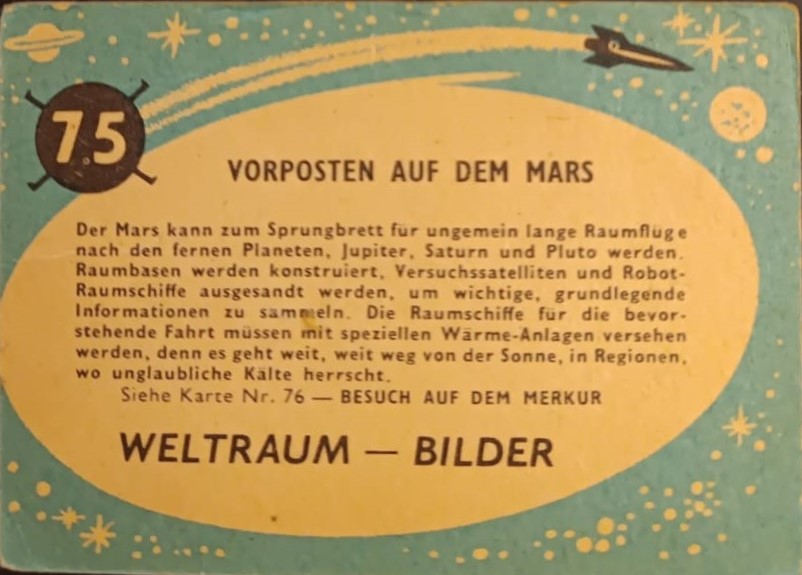 75
VORPOSTEN AUF DEM MARS
Der Mars kann zum Sprungbrett für ungemein lange Raumflüge
nach den fernen Planeten, Jupiter, Saturn und Pluto werden.
Raumbasen werden konstruiert, Versuchssatelliten und Robot-
Raumschiffe ausgesandt werden, um wichtige, grundlegende
Informationen zu sammeln. Die Raumschiffe für die bevor-
stehende Fahrt müssen mit speziellen Wärme-Anlagen versehen
werden, denn es geht weit, weit weg von der Sonne, in Regionen,
wo unglaubliche Kälte herrscht.
Siehe Karte Nr. 76 — BESUCH AUF DEM MERKUR
WELTRAUM — BILDER